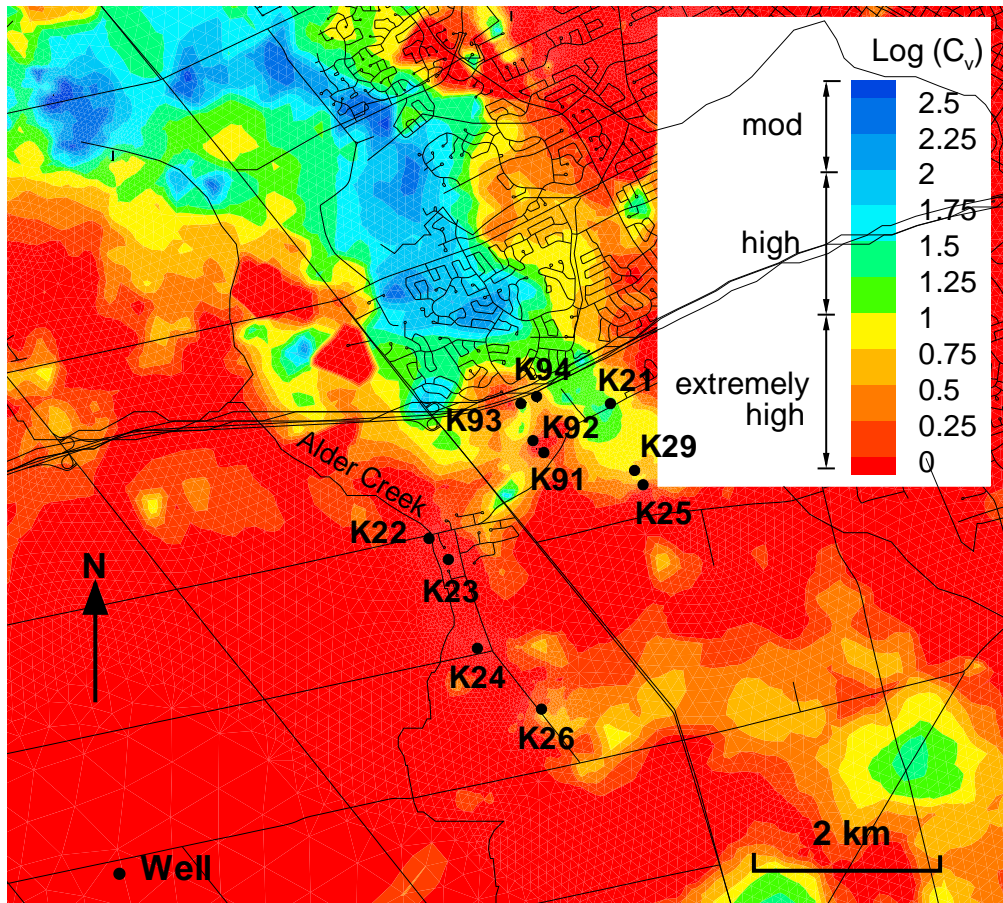 Log (Cv)
mod
high
extremely
high
2.5
2.25
2
1.75
1.5
1.25
1
0.75
0.5
0.25
0
K94
K21
K93
K92
K29
K91
K25
Alder Creek
K22
K23
K24
K26
N
2 km
Well